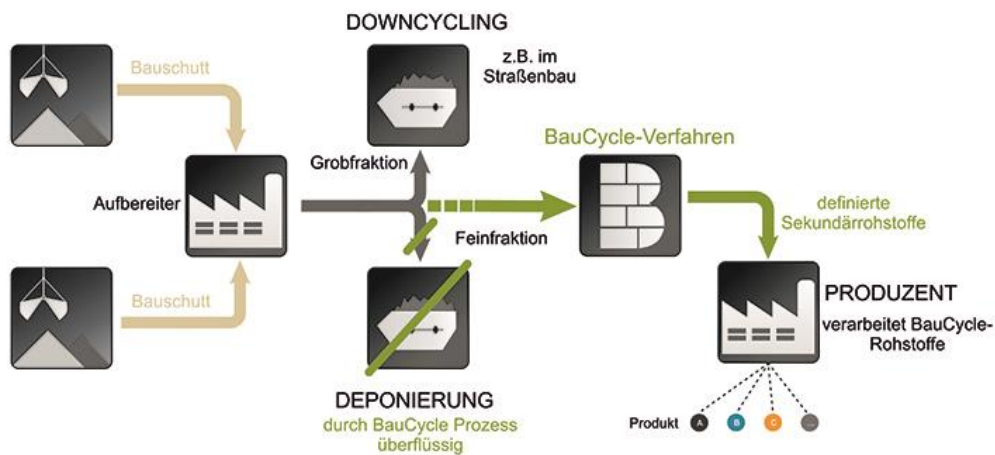 DOWNCYCLING
z.B. im
Straßenbau
Bauschutt
BauCycle-Verfahren
Grobfraktion
Aufbereiter
Feinfraktion
definierte
Sekundärrohstoffe
Bauschutt
PRODUZENT
verarbeitet BauCycle-
Rohstoffe
DEPONIERUNG
durch BauCycle Prozess
überflüssig
Produkt A B C ...